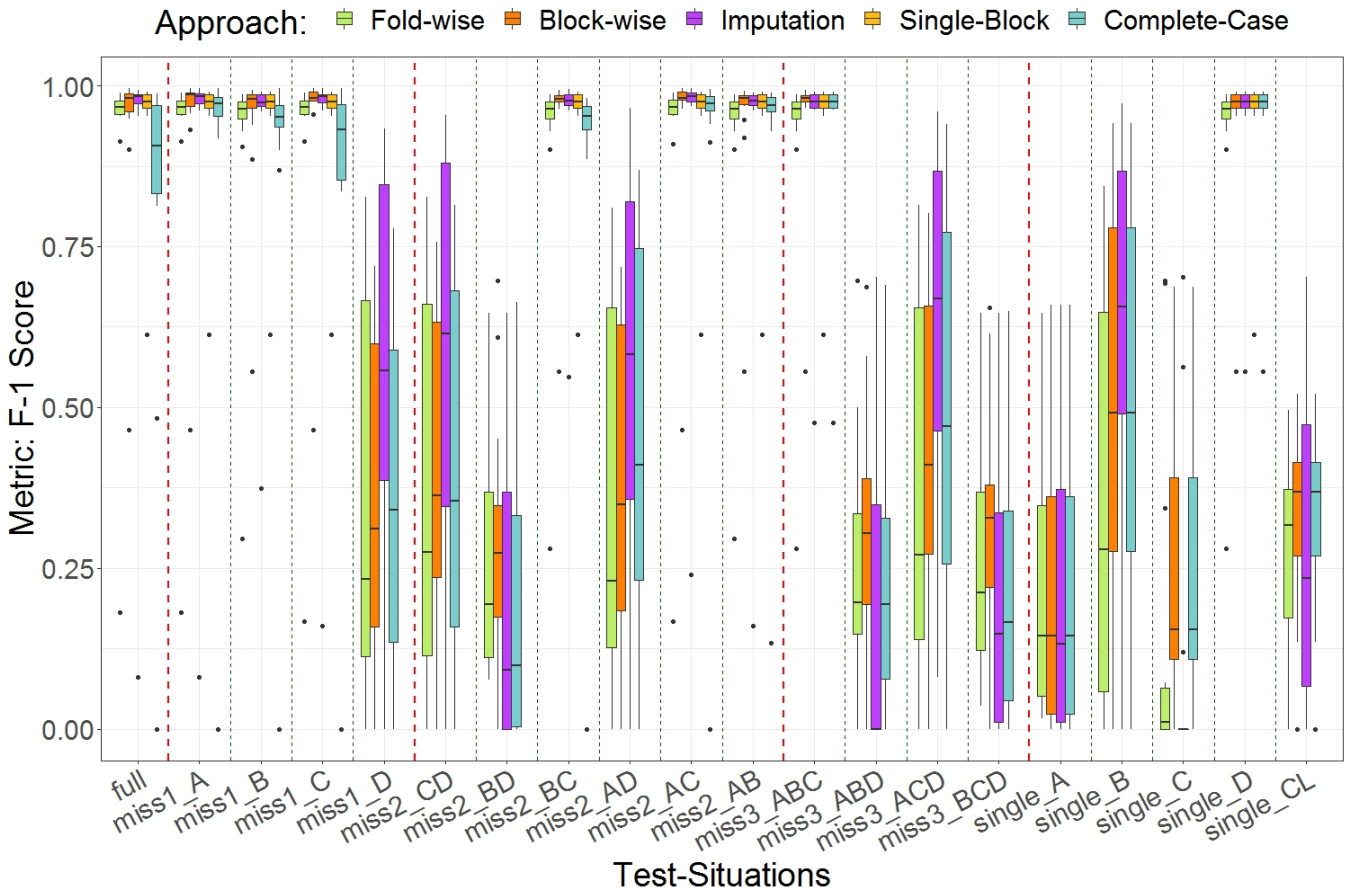 Approach: Fold-wise Block-wise Imputation Single-Block Complete-Case
Metric: F-1 Score
1.00
0.75
0.50
0.25
0.00
full miss1_A miss1_B miss1_C miss1_D miss2_CD miss2_BD miss2_BC miss2_AD miss2_AC miss2_AB miss3_ABC miss3_ABD miss3_ACD miss3_BCD single_A single_B single_C single_D single_CL
Test-Situations